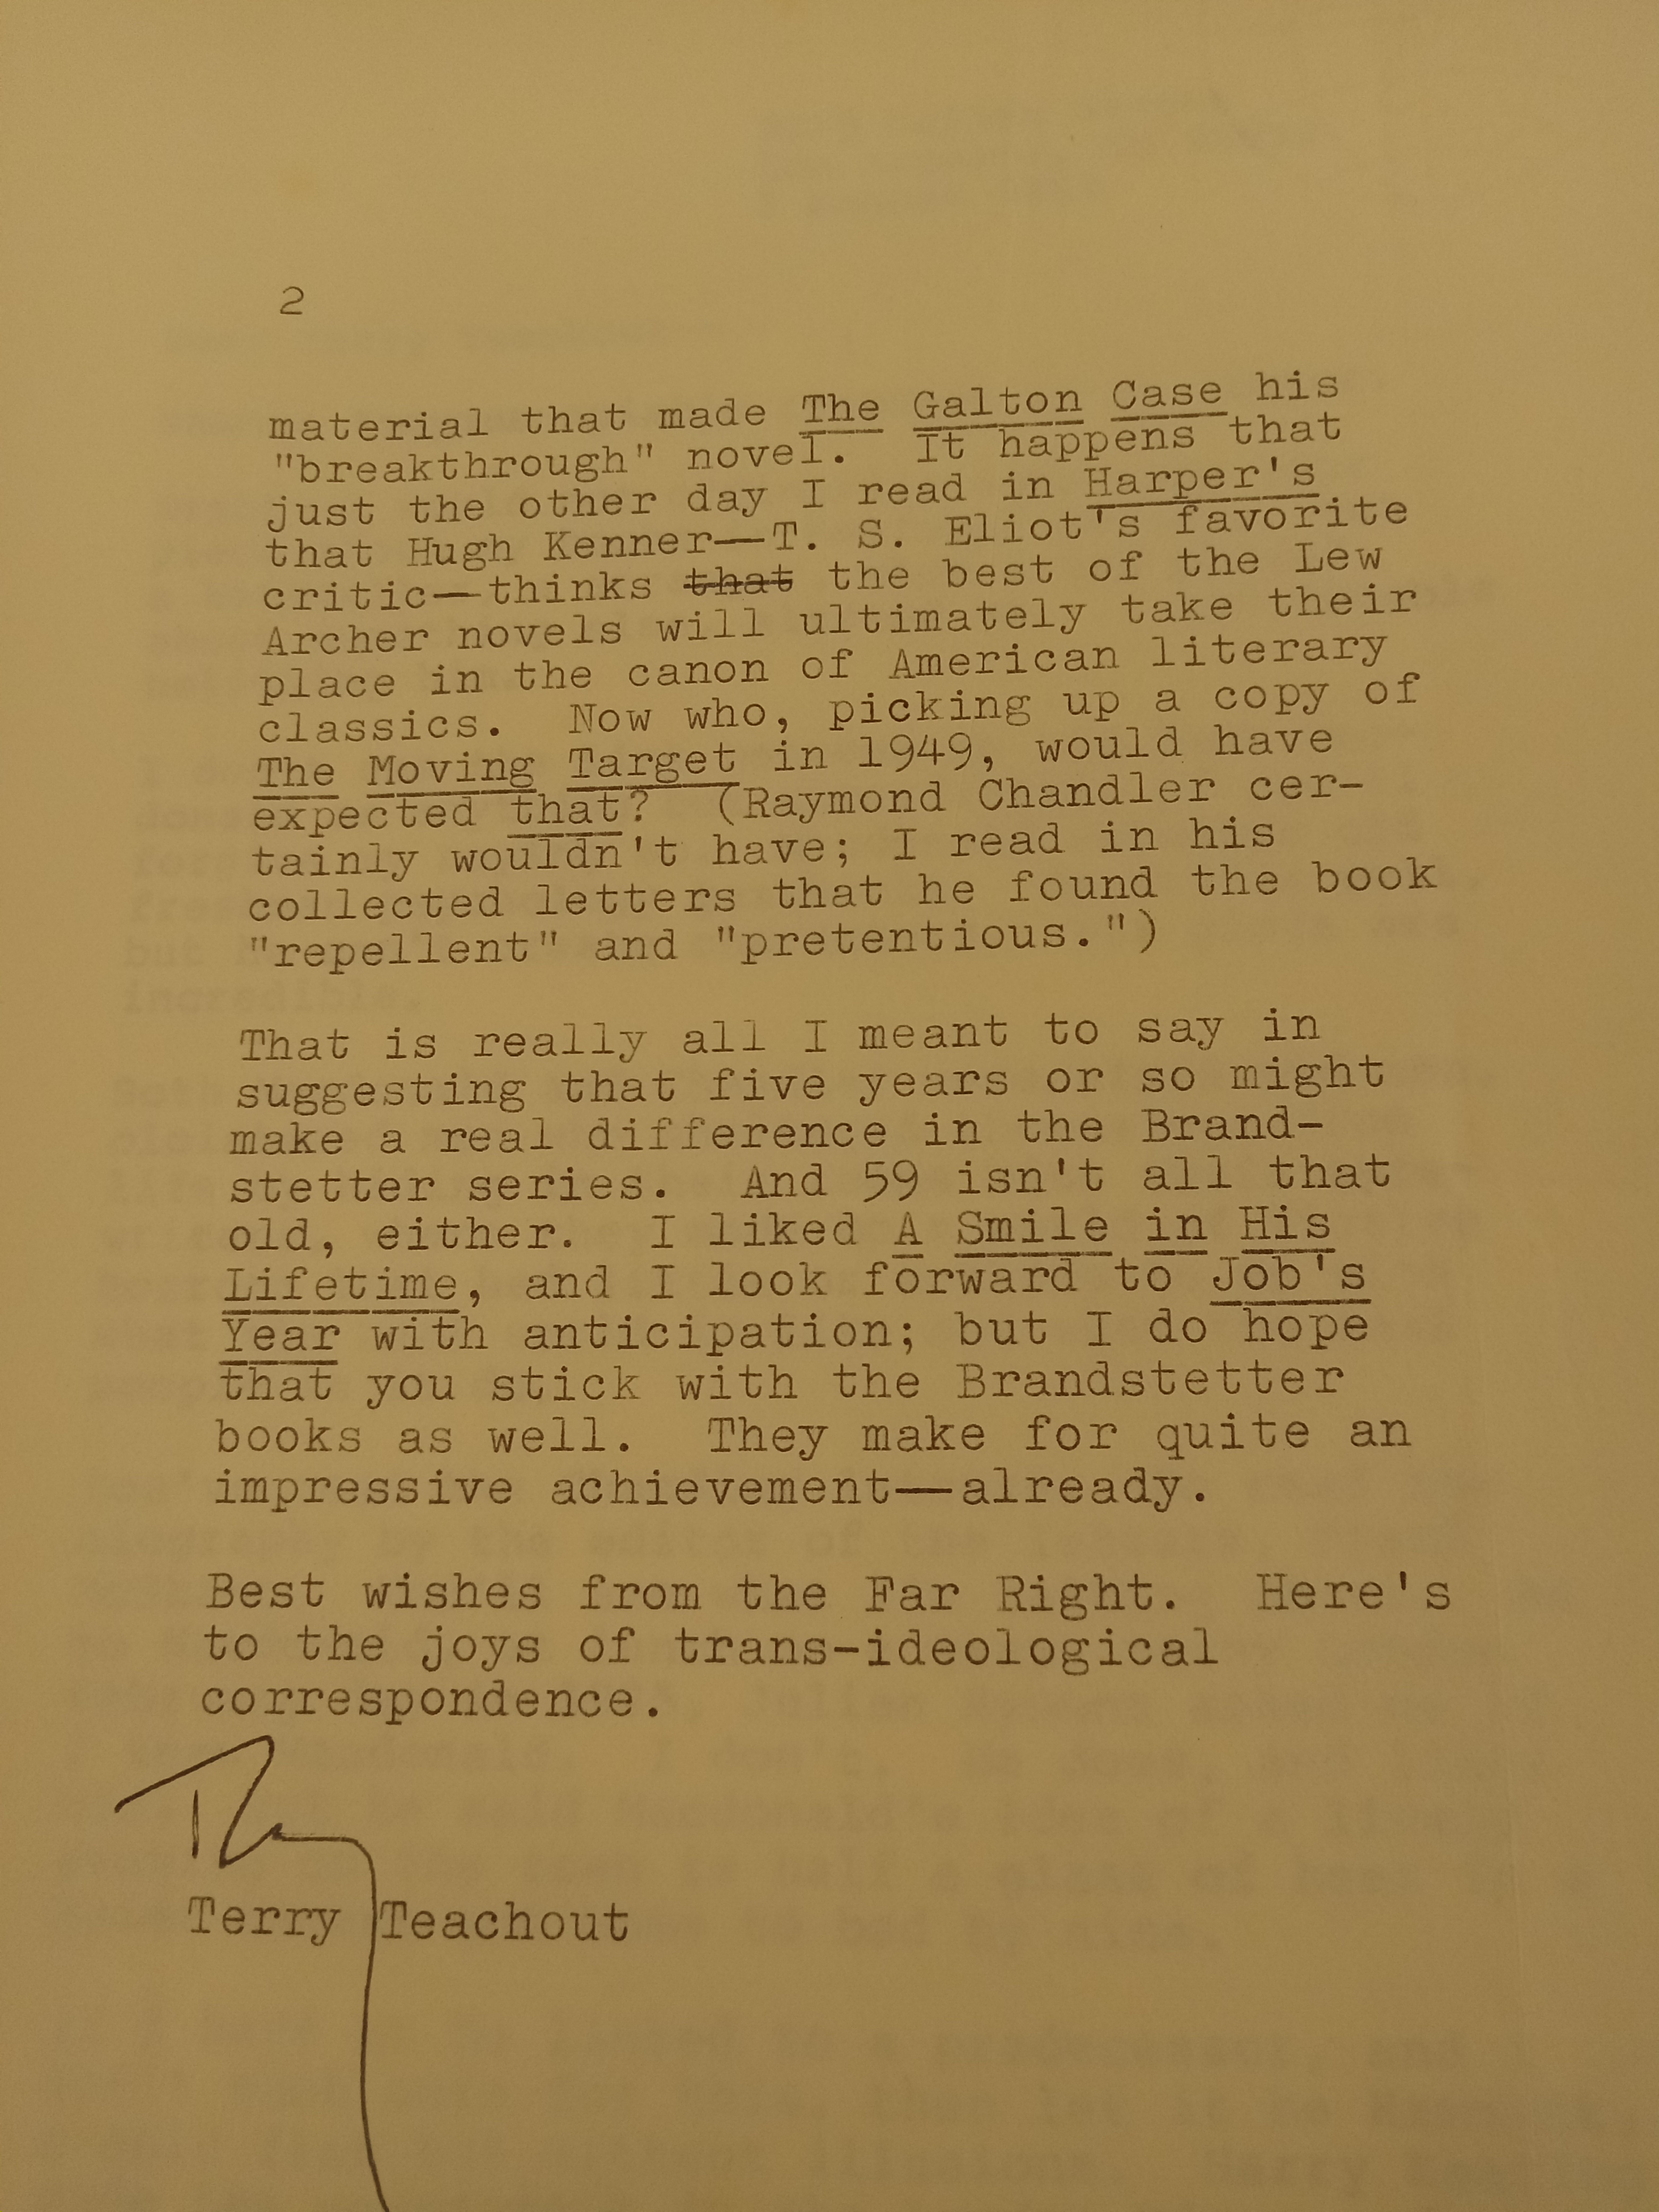 2
material that made The Galton Case his
"breakthrough" novel. It happens that
just the other day I read in Harper's
that Hugh Kenner—T. S. Eliot's favorite
critic—thinks that the best of the Lew
Archer novels will ultimately take their
place in the canon of American literary
classics. Now who, picking up a copy of
The Moving Target in 1949, would have
expected that? (Raymond Chandler cer-
tainly wouldn't have; I read in his
collected letters that he found the book
"repellent" and "pretentious.")
That is really all I meant to say in
suggesting that five years or so might
make a real difference in the Brand-
stetter series. And 59 isn't all that
old, either. I liked A Smile in His
Lifetime, and I look forward to Job's
Year with anticipation; but I do hope
that you stick with the Brandstetter
books as well. They make for quite an
impressive achievement—already.
Best wishes from the Far Right. Here's
to the joys of trans-ideological
correspondence.
Terry
Terry Teachout